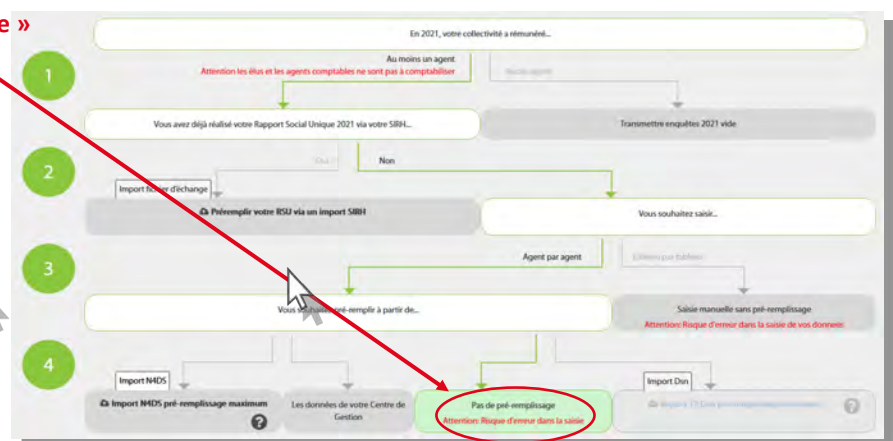 e »
En 2021, votre collectivité a rémunéré...
1
Au moins un agent
Attention les élus et les agents comptables ne sont pas à comptabiliser
Aucun agent
Vous avez déjà réalisé votre Rapport Social Unique 2021 via votre SIRH...
Transmettre enquêtes 2021 vide
2
Oui
Non
Import fichier d'échange
Préremplir votre RSU via un import SIRH
Vous souhaitez saisir...
3
Agent par agent
par tableau
Vous souhaitez pré-remplir à partir de...
Saisie manuelle sans pré-remplissage
Attention: Risque d'erreur dans la saisie de vos données
4
Import N4DS
Import Dsn
Import N4DS pré-remplissage maximum
?
Les données de votre Centre de
Gestion
Pas de pré-remplissage
Attention: Risque d'erreur dans la saisie
?